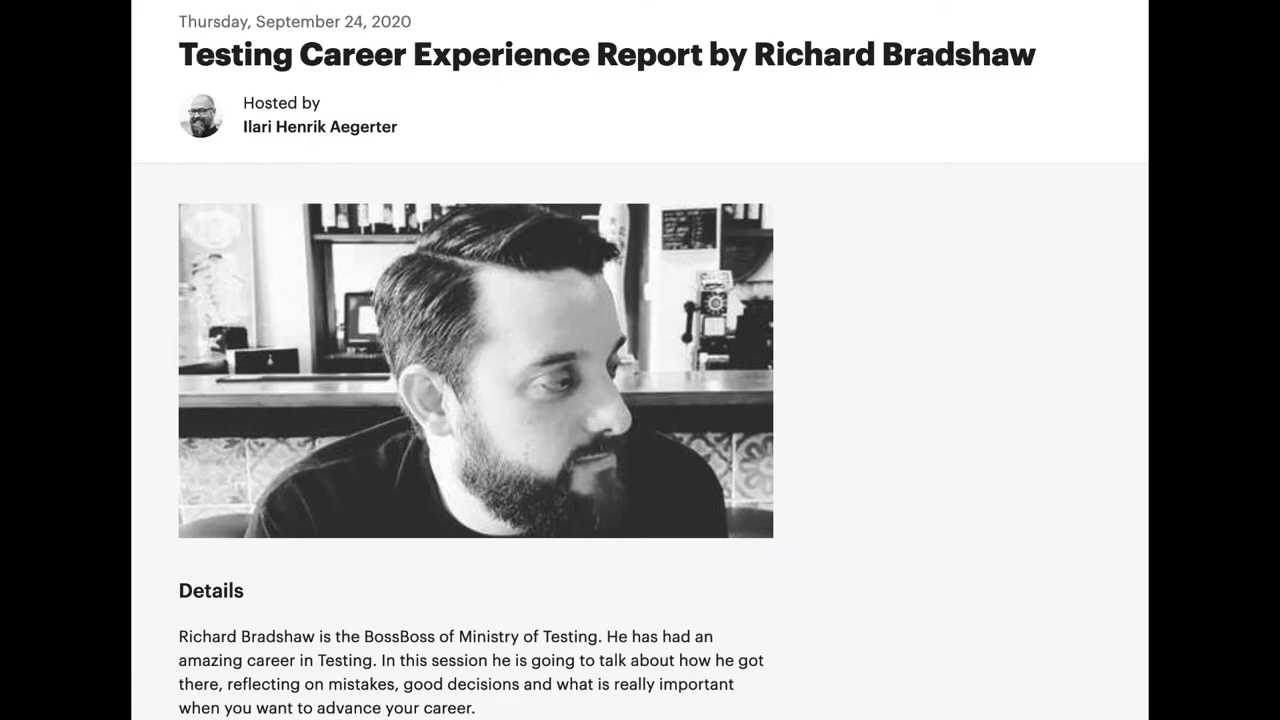 Thursday, September 24, 2020
Testing Career Experience Report by Richard Bradshaw
Hosted by
Ilari Henrik Aegerter
Details
Richard Bradshaw is the BossBoss of Ministry of Testing. He has had an
amazing career in Testing. In this session he is going to talk about how he got
there, reflecting on mistakes, good decisions and what is really important
when you want to advance your career.